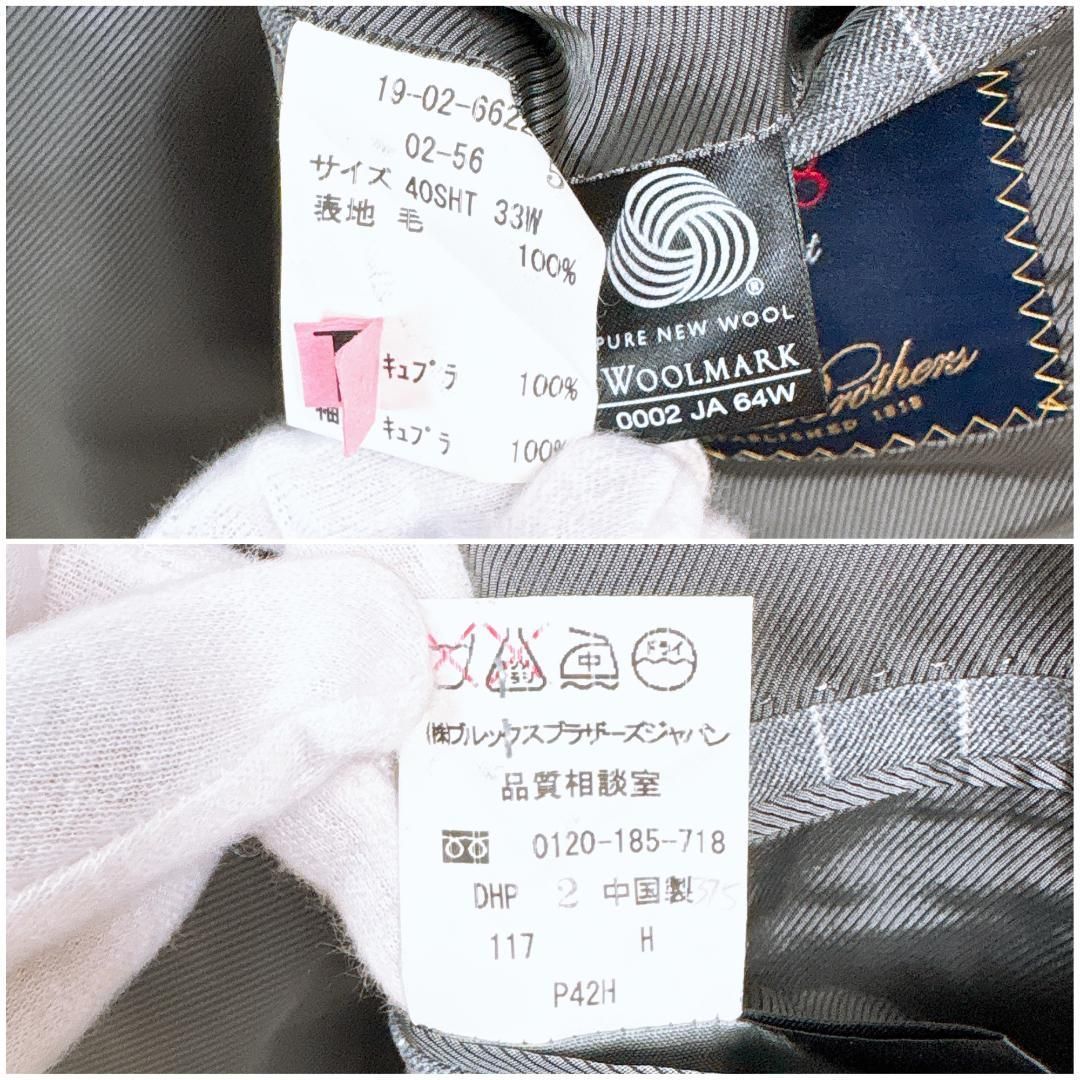 19-02-6622
02-56 5
サイズ 40SHT 33W
表地 毛
100%
キュプラ 100%
袖 キュプラ 100%
PURE NEW WOOL
WOOLMARK
0002 JA 64W
®
Brothers
ESTABLISHED 1818
ドライ
中
(株)ブルックスブラザーズジャパン
品質相談室
0120-185-718
DHP 2 中国製
117 H
P42H